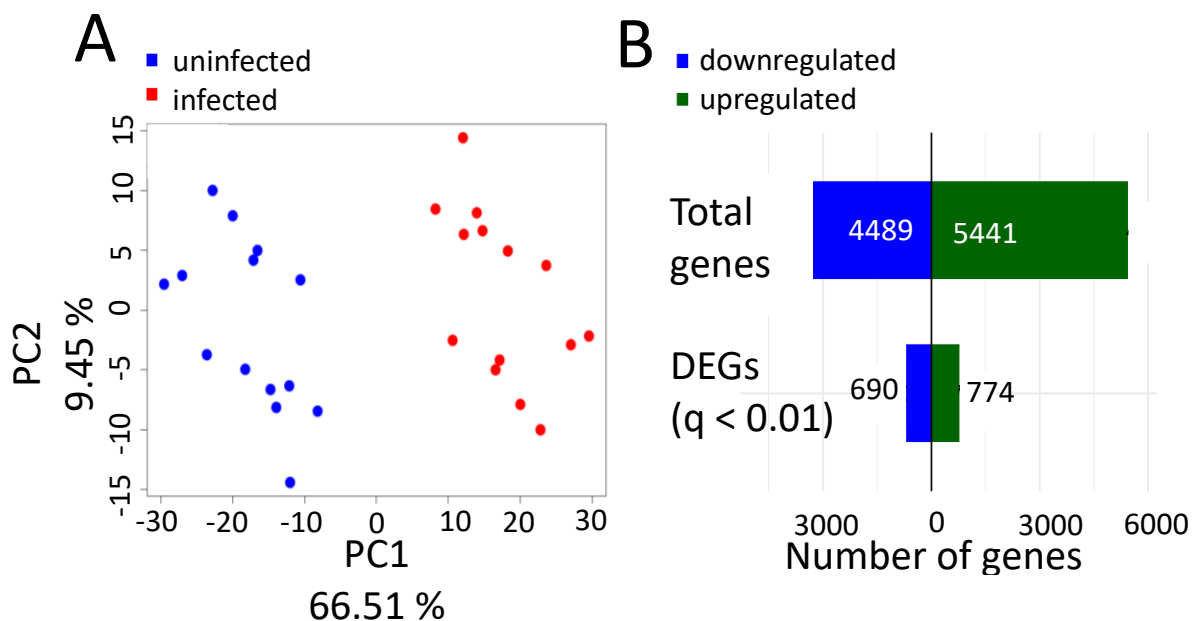 A
uninfected
infected
15
10
5
0
-5
-10
-15
PC2
9.45 %
-30 -20 -10 0 10 20 30
PC1
66.51 %
B
downregulated
upregulated
Total
genes
4489 5441
DEGs
(q < 0.01)
690 774
3000 0 3000 6000
Number of genes